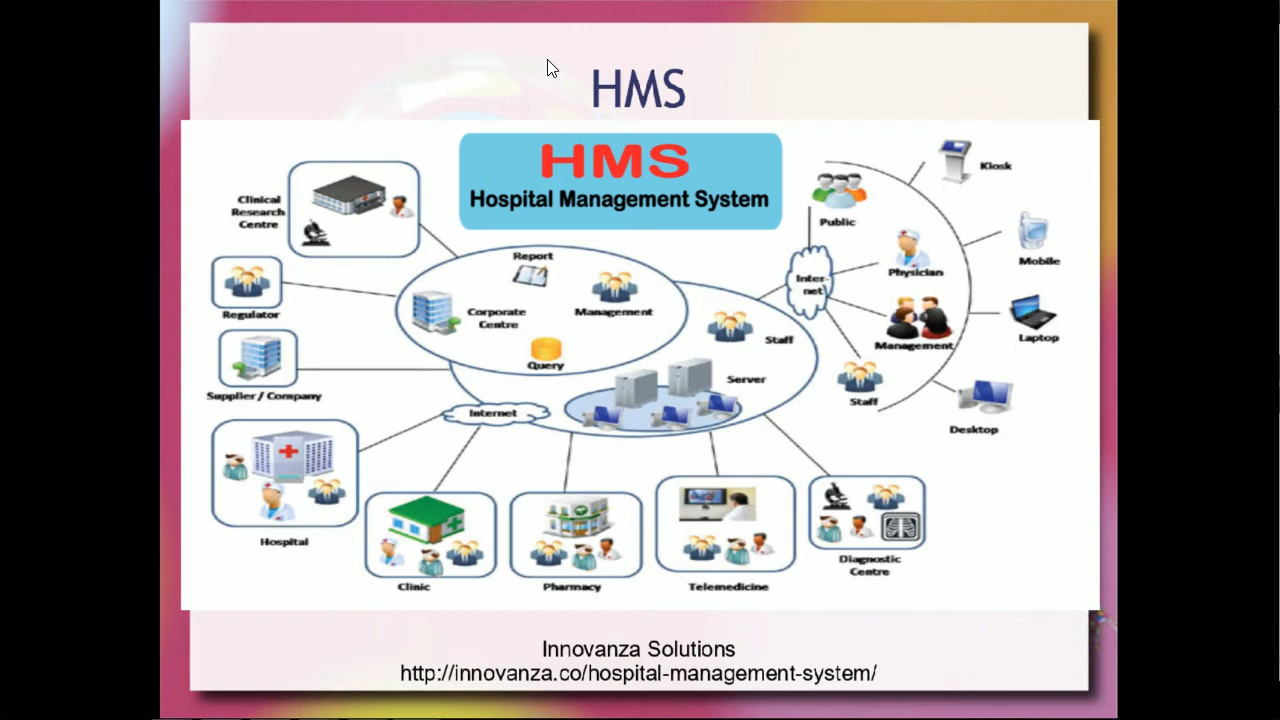 HMS
HMS
Hospital Management System
Clinical
Research
Centre
Report
Regulator
Corporate
Centre
Management
Query
Supplier / Company
Staff
Server
Internet
Hospital
Clinic
Pharmacy
Telemedicine
Diagnostic
Centre
Public
Inter-
net
Physician
Management
Staff
Kiosk
Mobile
Laptop
Desktop
Innovanza Solutions
http://innovanza.co/hospital-management-system/